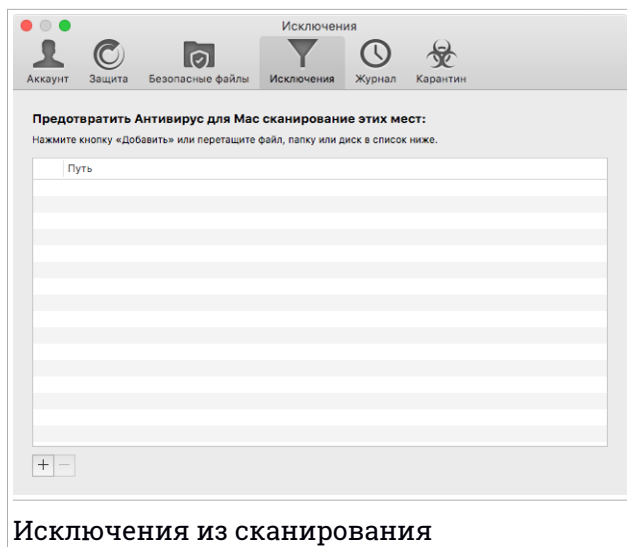 Исключения
Аккаунт Защита Безопасные файлы Исключения Журнал Карантин
Предотвратить Антивирус для Mac сканирование этих мест:
Нажмите кнопку «Добавить» или перетащите файл, папку или диск в список ниже.
Путь
Исключения из сканирования